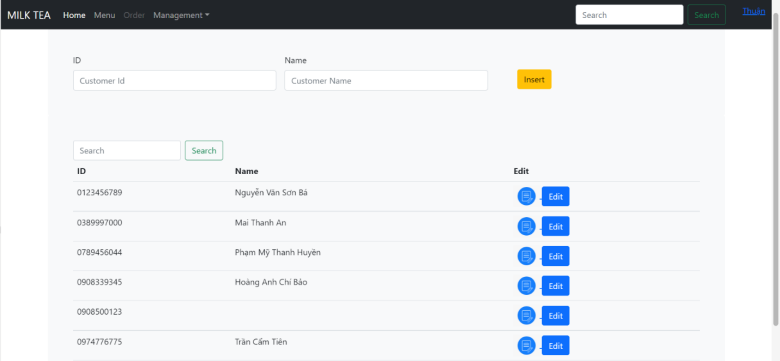 MILK TEA Home Menu Order Management Search Search Thuận
ID Name
Customer Id Customer Name Insert
Search Search
ID Name Edit
0123456789 Nguyễn Văn Sơn Bá Edit
0389997000 Mai Thanh An Edit
0789456044 Phạm Mỹ Thanh Huyền Edit
0908339345 Hoàng Anh Chí Bảo Edit
0908500123 Edit
0974776775 Trần Cẩm Tiên Edit